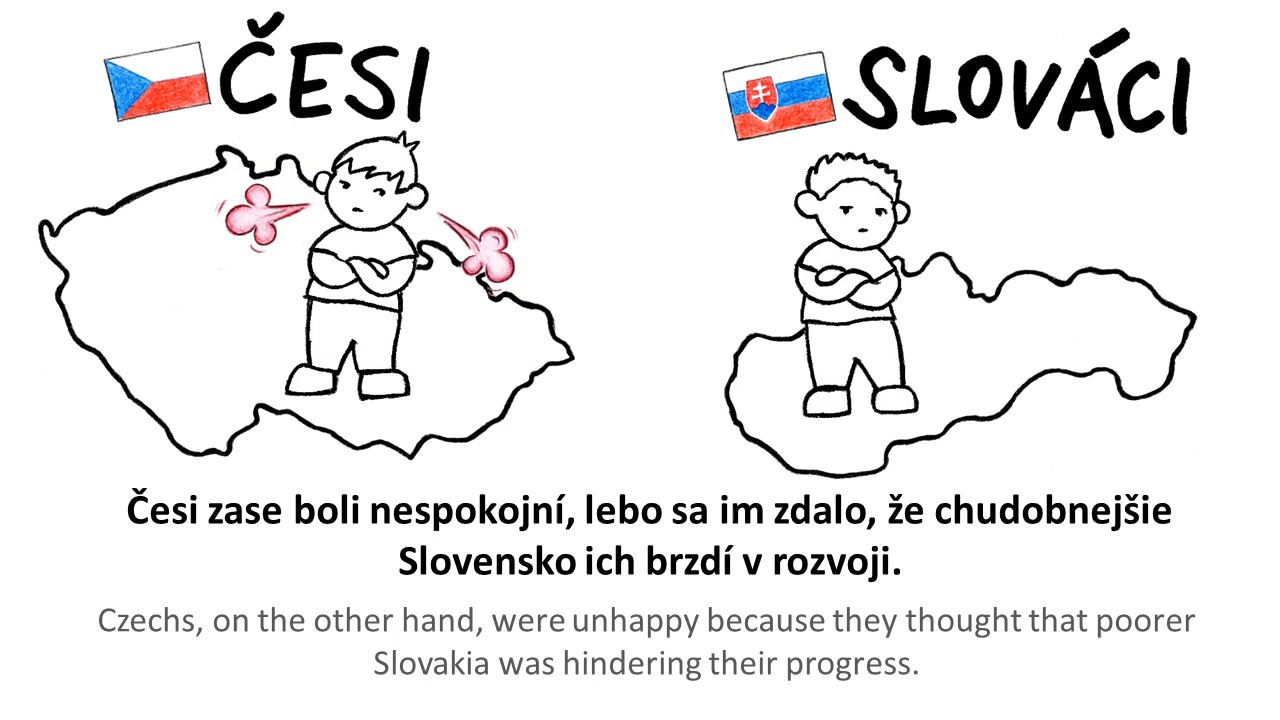 ČESI
SLOVÁCI
Česi zase boli nespokojní, lebo sa im zdalo, že chudobnejšie
Slovensko ich brzdí v rozvoji.
Czechs, on the other hand, were unhappy because they thought that poorer
Slovakia was hindering their progress.